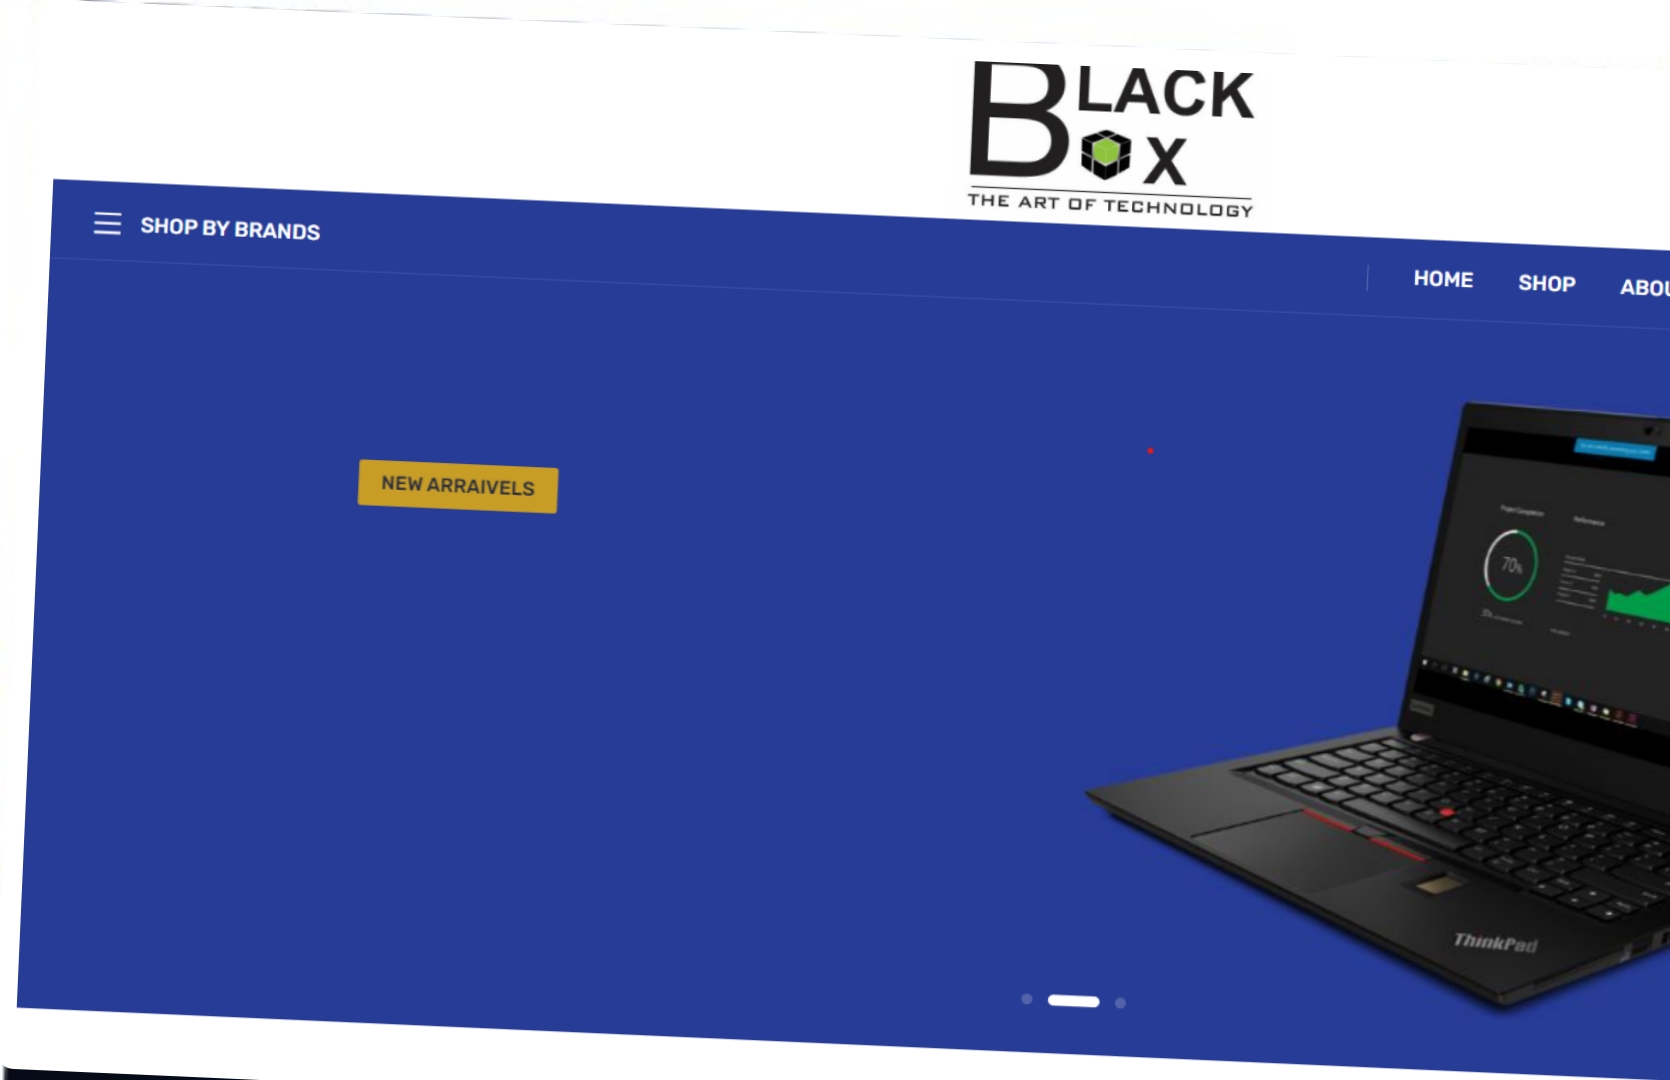 BLACK
BOX
THE ART OF TECHNOLOGY
SHOP BY BRANDS
HOME SHOP ABOU
NEW ARRAIVELS
70%
ThinkPad